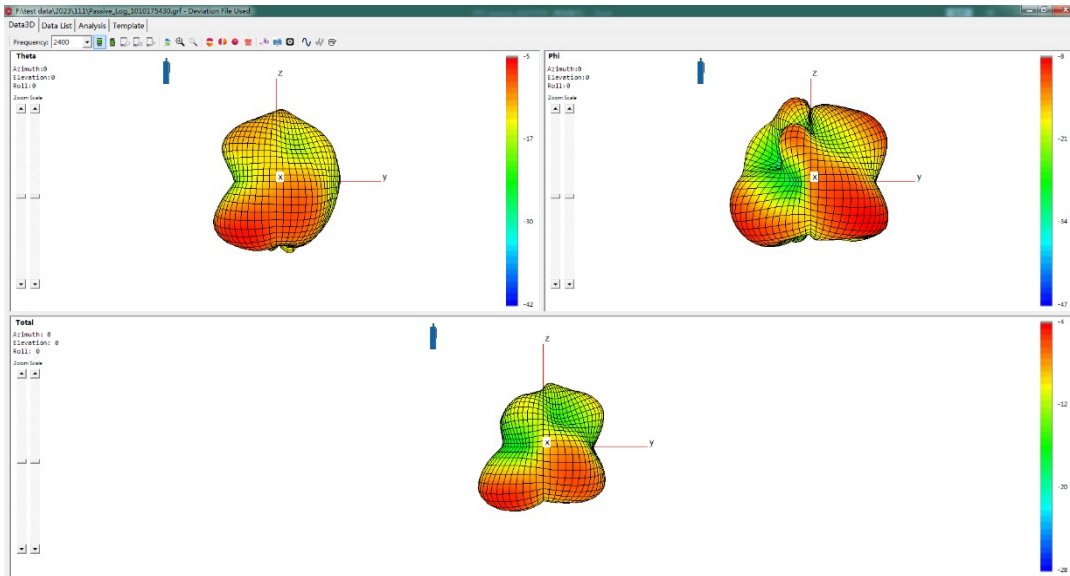 F:\test data\2023\111\Passive_Log_1010175430.grf - Deviation File Used
Data3D Data List Analysis Template
Frequency: 2400
Theta
Azimuth:0
Elevation:0
Roll:0
Zoom Scale
z
x
y
-5
-17
-30
-42
Phi
Azimuth:0
Elevation:0
Roll:0
Zoom Scale
z
x
y
-8
-21
-34
-47
Total
Azimuth: 0
Elevation: 0
Roll: 0
Zoom Scale
z
x
y
-4
-12
-20
-28